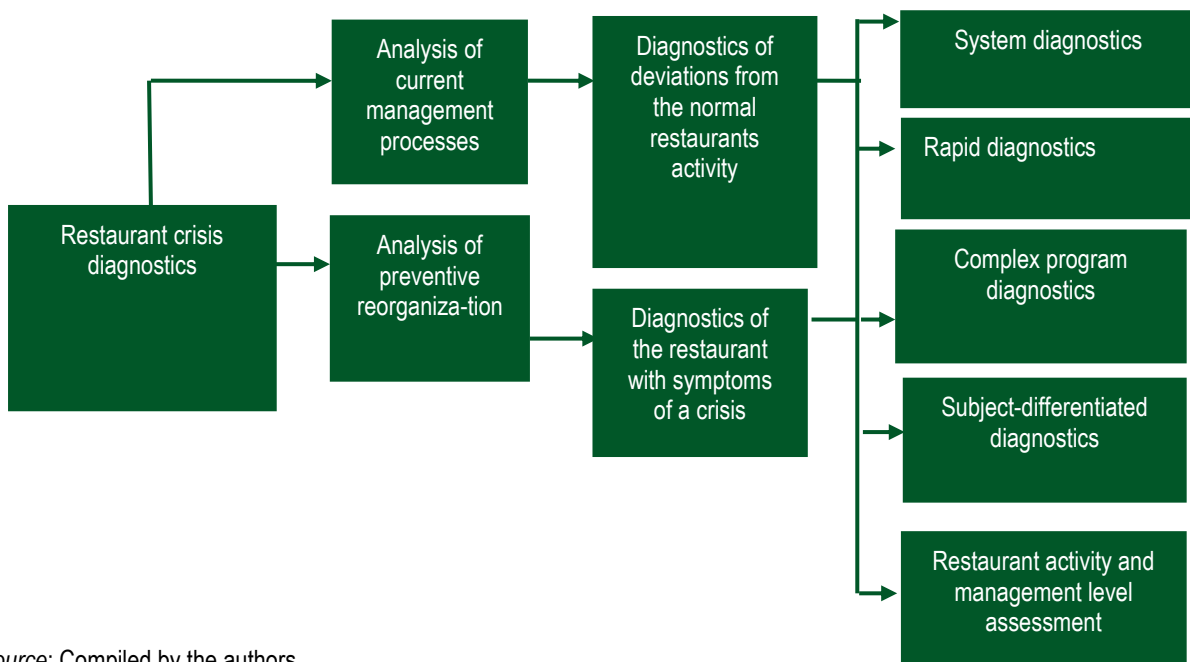 Restaurant crisis
diagnostics
Analysis of
current
management
processes
Analysis of
preventive
reorganiza-tion
Diagnostics of
deviations from
the normal
restaurants
activity
Diagnostics of
the restaurant
with symptoms
of a crisis
System diagnostics
Rapid diagnostics
Complex program
diagnostics
Subject-differentiated
diagnostics
Restaurant activity and
management level
assessment
urce: Compiled by the authors